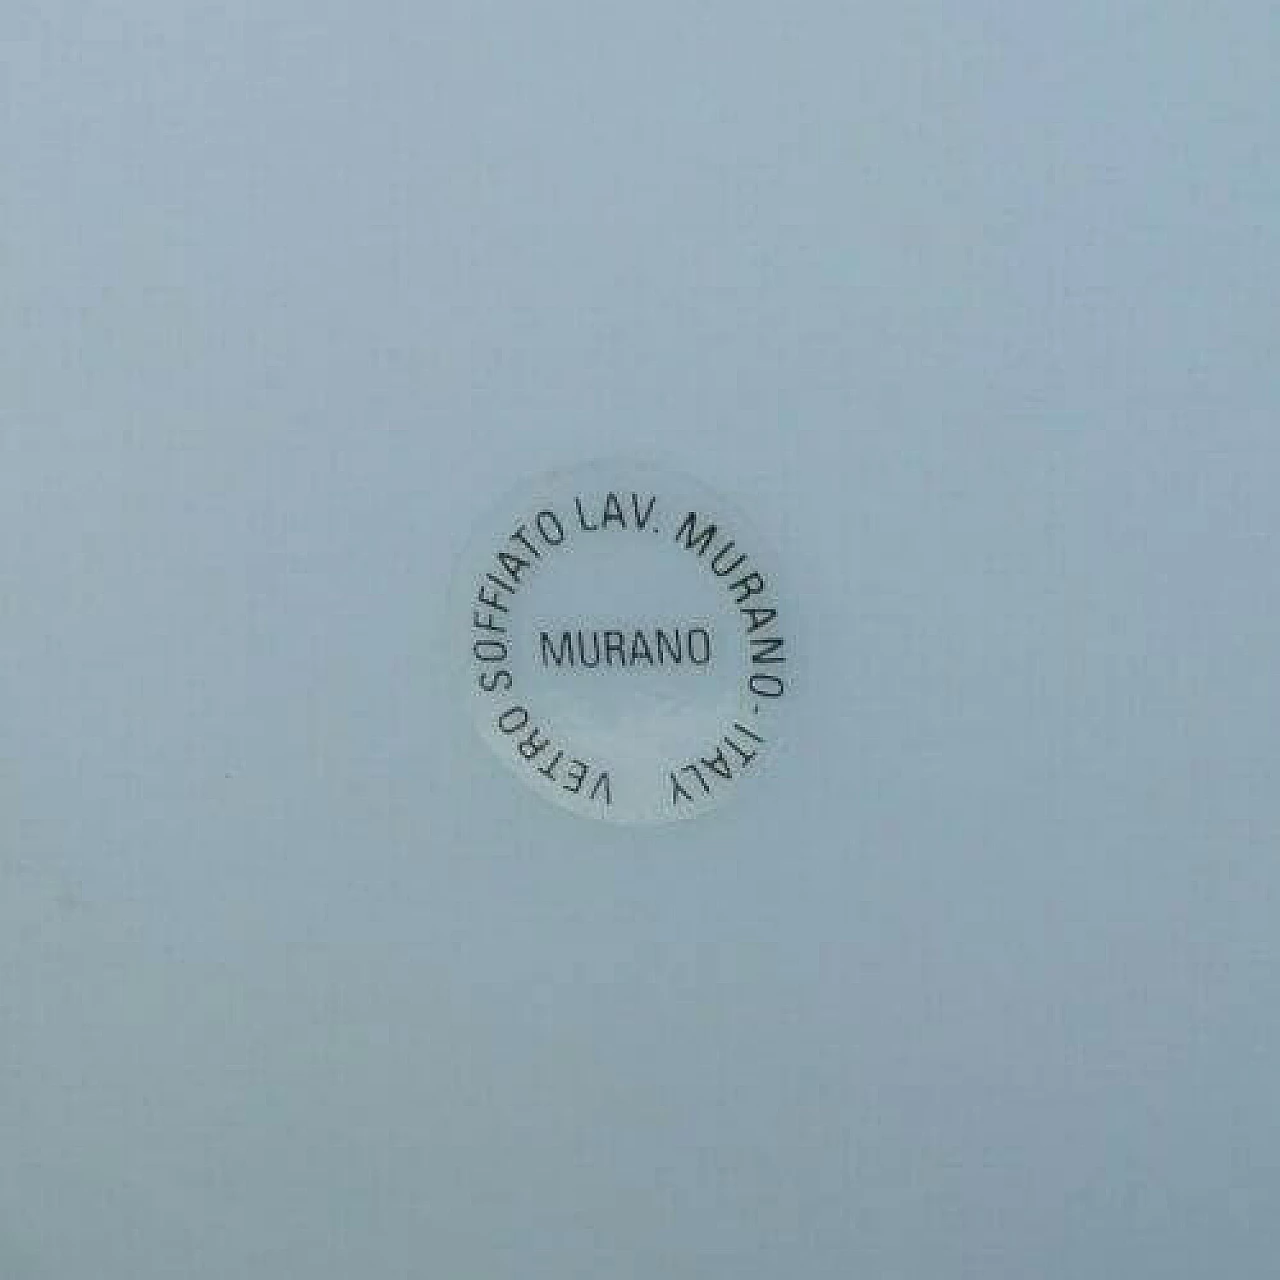 VETRO SOFFIATO LAV. MURANO - ITALY
MURANO